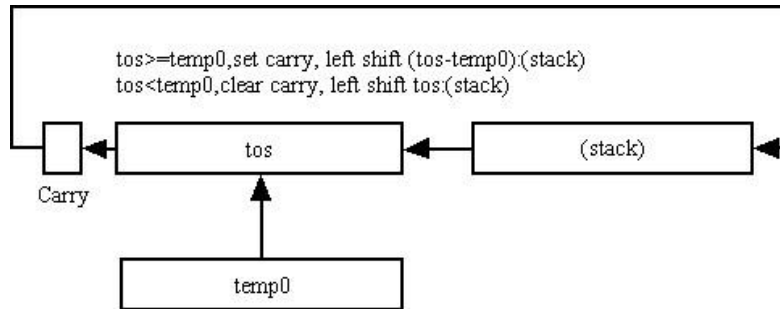 tos>=temp0,set carry, left shift (tos-temp0):(stack)
tos<temp0,clear carry, left shift tos:(stack)
tos
(stack)
Carry
temp0